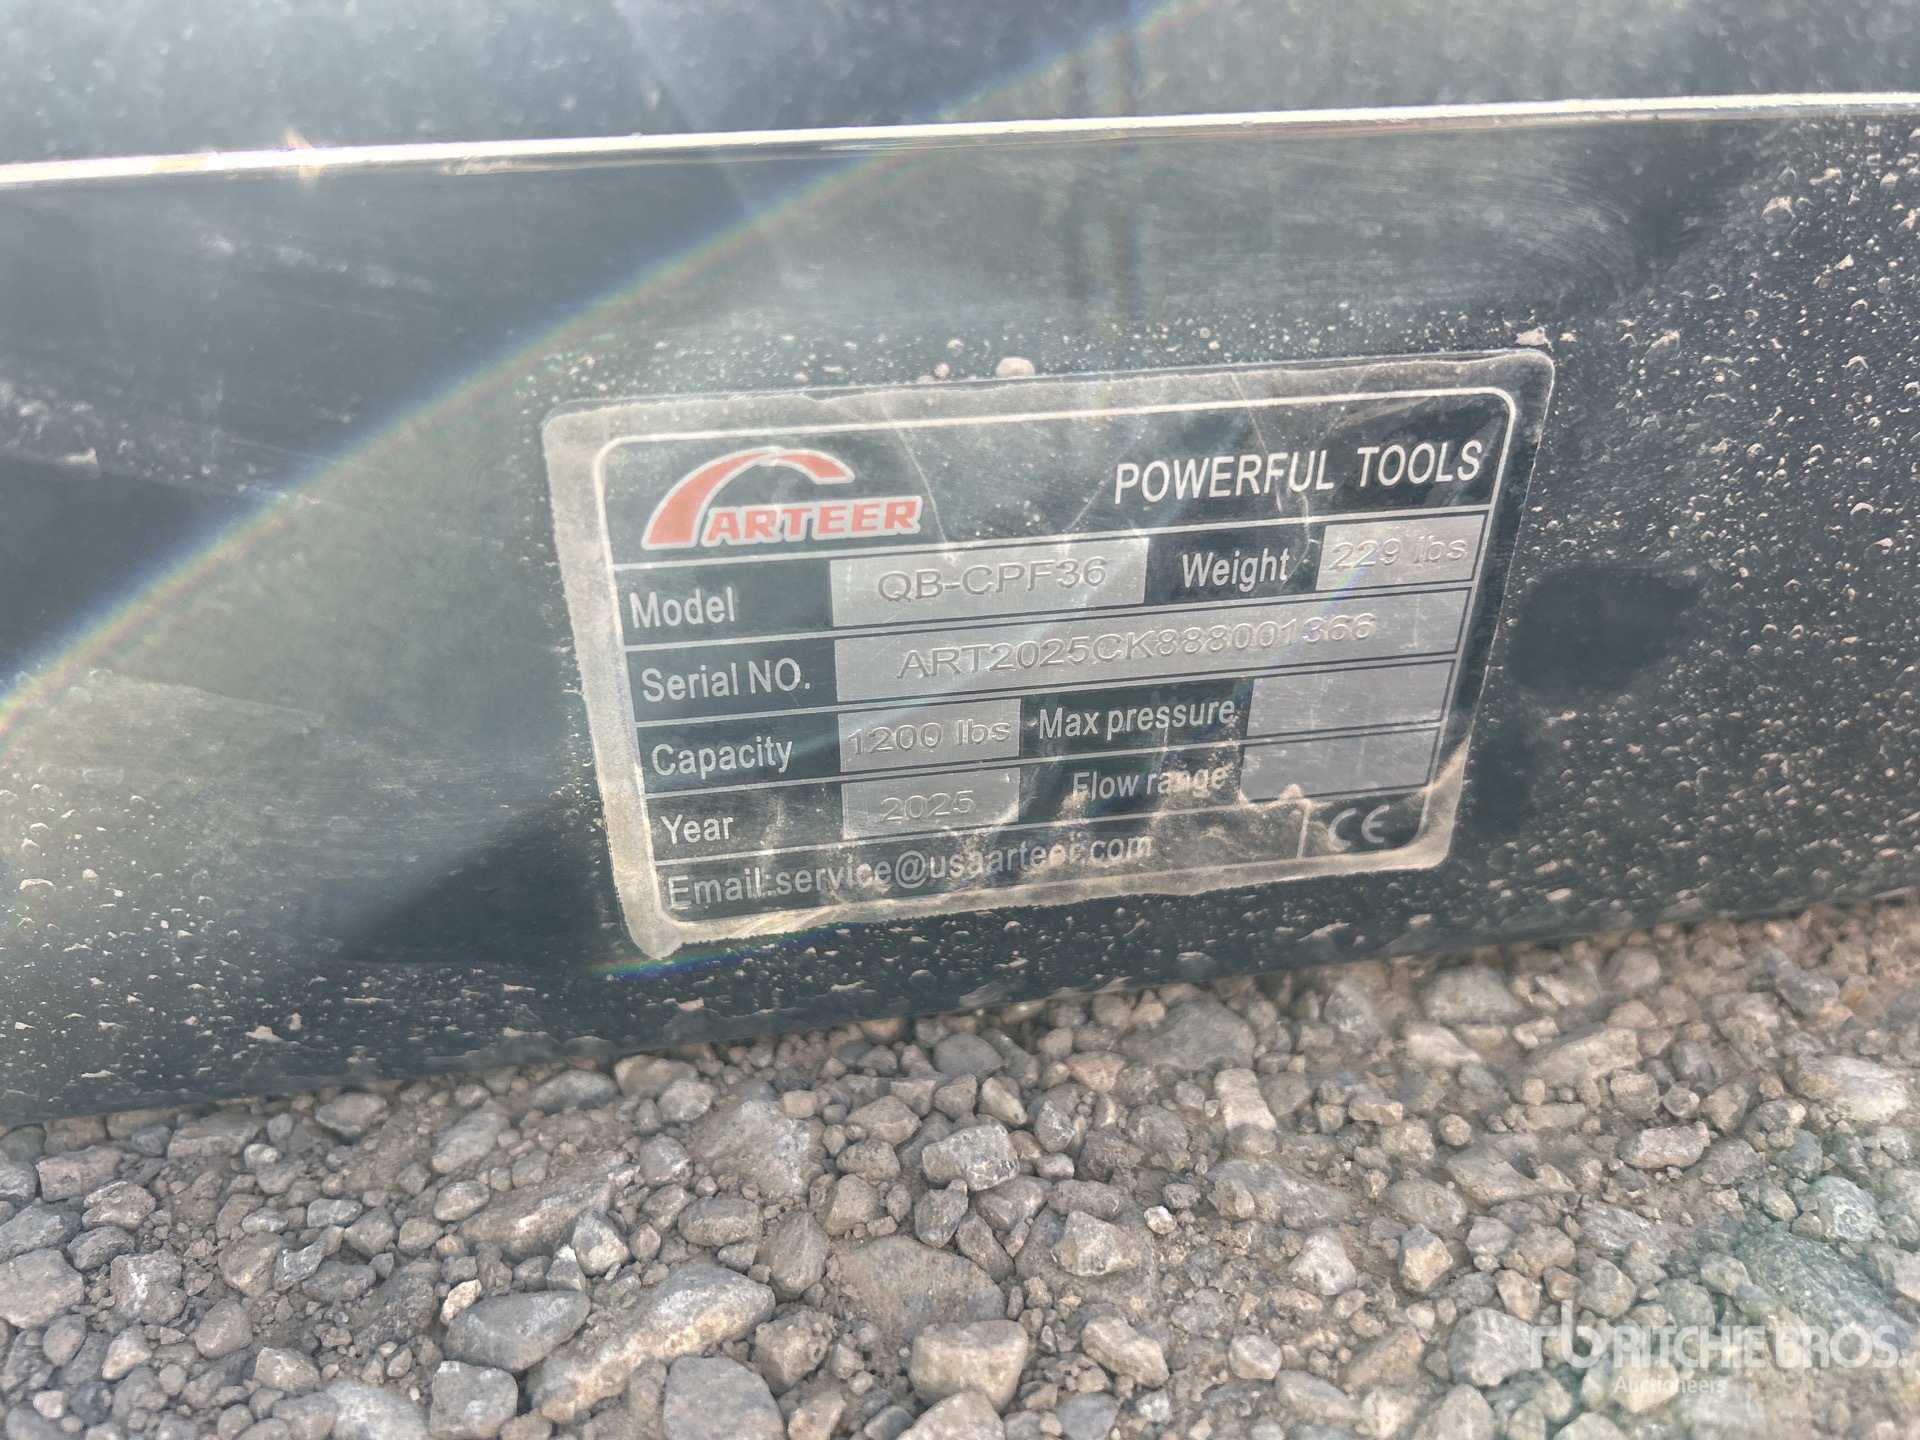 ARTEER POWERFUL TOOLS
Model QB-CPF36 Weight 229 lbs
Serial NO. ART2025CK888001366
Capacity 1200 lbs Max pressure
Year 2025 Flow range
Email:service@usaarteer.com CE
rb RITCHIE BROS.
Auctioneers